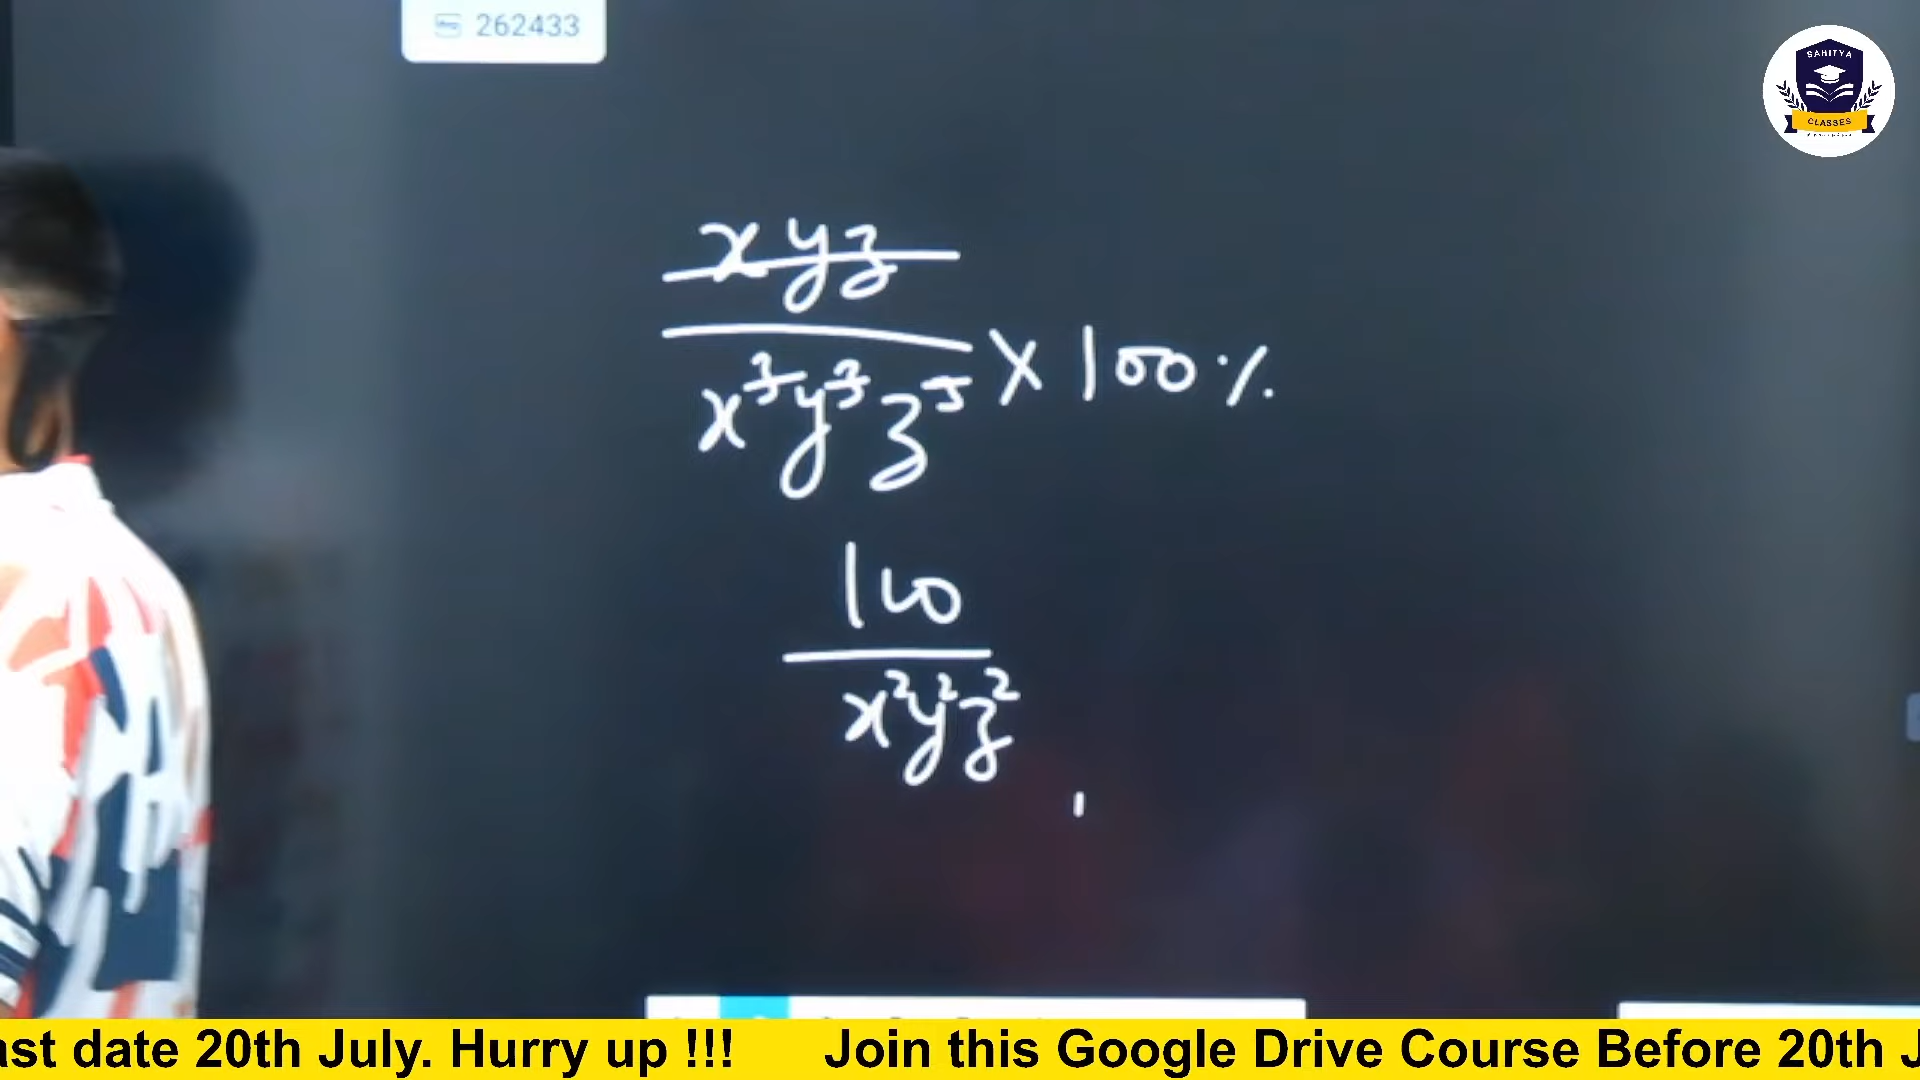 262433
SAHITYA
CLASSES
xyz
x³y³z³ × 100%
100
x²y²z²
ast date 20th July. Hurry up !!! Join this Google Drive Course Before 20th J